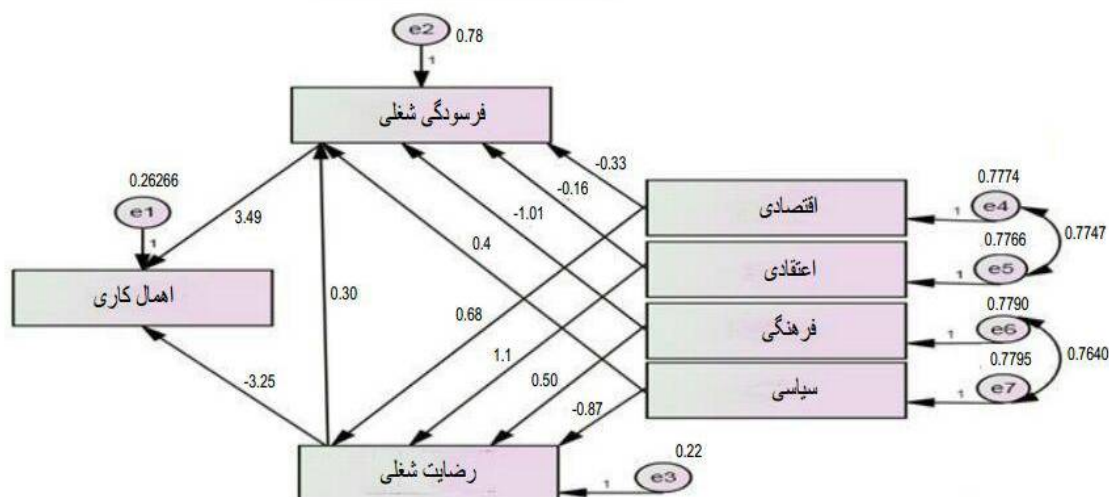 e2
0.78
1
فرسودگی شغلی
-0.33
-0.16
-1.01
0.4
3.49
0.26266
e1
1
اهمال کاری
0.30
-3.25
0.68
1.1
0.50
-0.87
اقتصادی
1
e4
0.7774
0.7747
اعتقادی
1
e5
0.7766
فرهنگی
1
e6
0.7790
0.7640
سیاسی
1
e7
0.7795
رضایت شغلی
1
e3
0.22